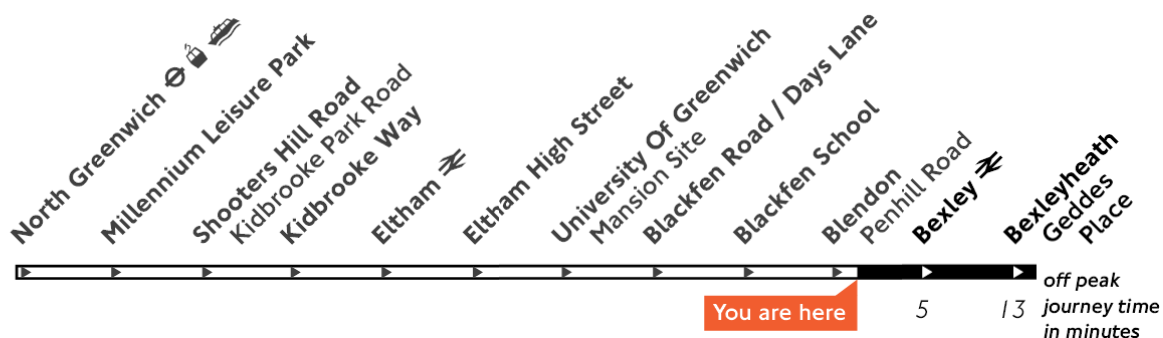 North Greenwich
Millennium Leisure Park
Shooters Hill Road
Kidbrooke Park Road
Kidbrooke Way
Eltham
Eltham High Street
University Of Greenwich
Mansion Site
Blackfen Road / Days Lane
Blackfen School
Blendon
Penhill Road
Bexley
Bexleyheath
Geddes
Place
You are here
5
13
off peak
journey time
in minutes